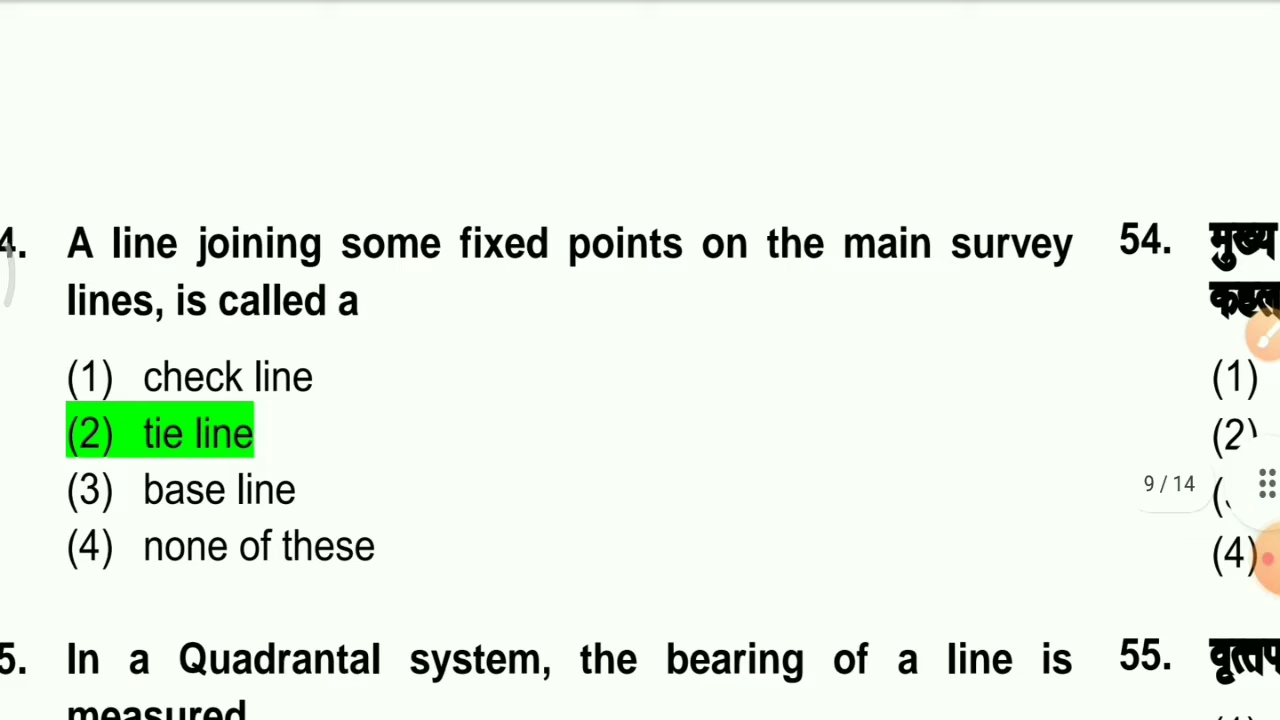 4. A line joining some fixed points on the main survey
lines, is called a
(1) check line
(2) tie line
(3) base line
(4) none of these
5. In a Quadrantal system, the bearing of a line is
measured
54. मुख्य
(1)
(2)
(4)
9 / 14
55.